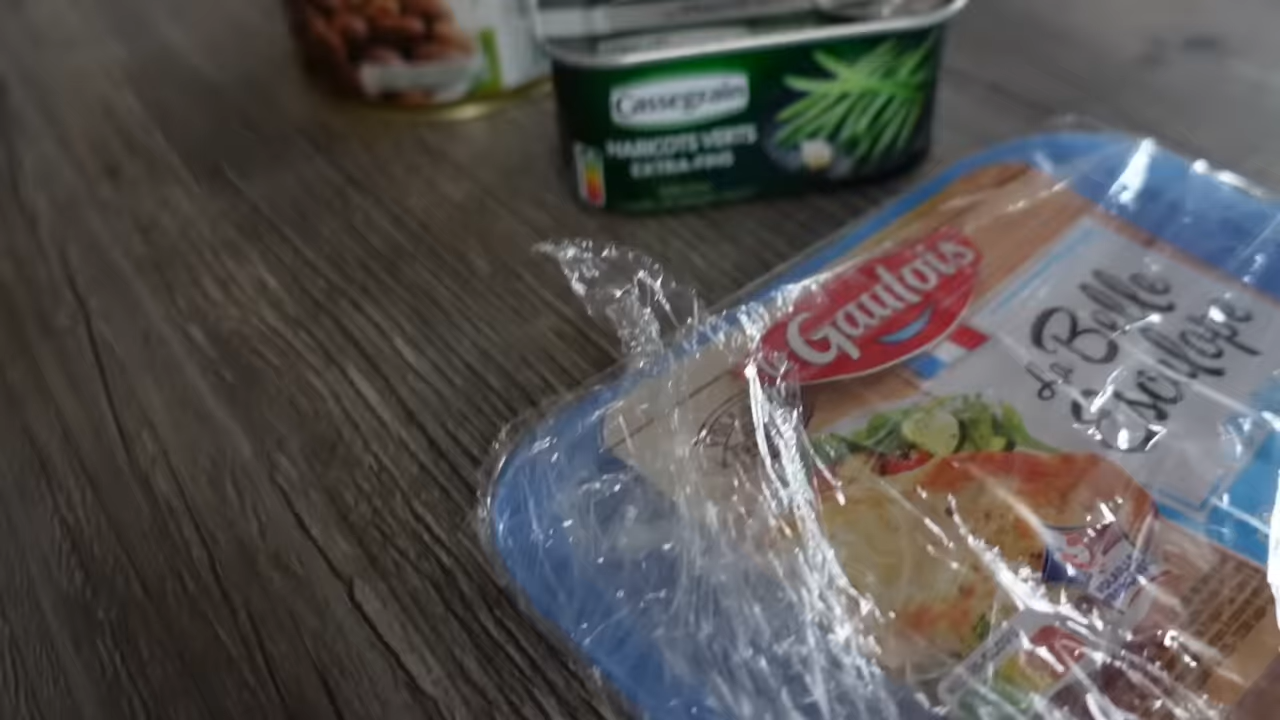 Cassegrain
HARICOTS VERTS
EXTRA-FINS
Gaulois
La Belle
Escalope